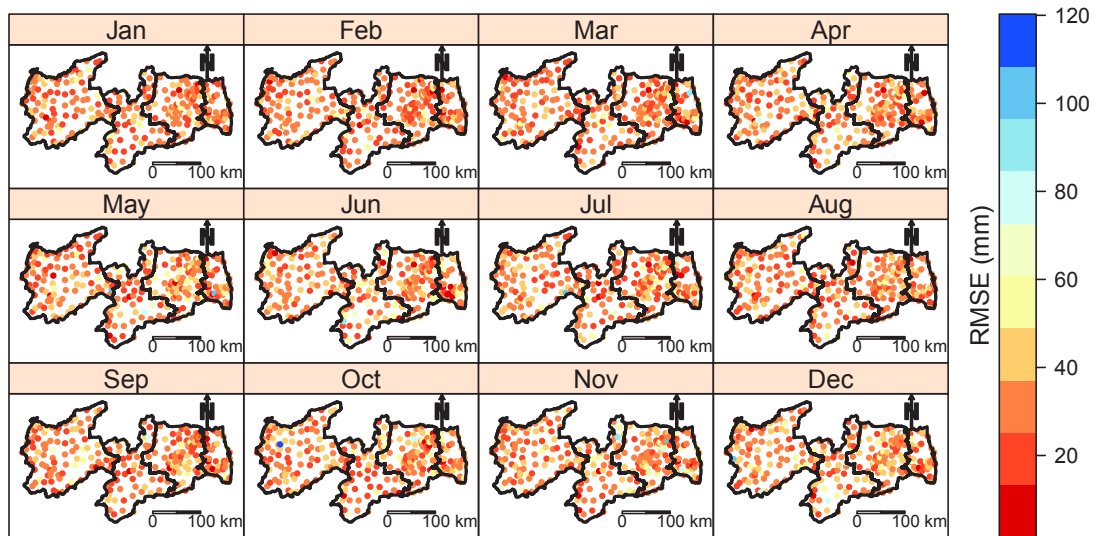 Jan Feb Mar Apr
N N N N
0 100 km 0 100 km 0 100 km 0 100 km
May Jun Jul Aug
N N N N
0 100 km 0 100 km 0 100 km 0 100 km
Sep Oct Nov Dec
N N N N
0 100 km 0 100 km 0 100 km 0 100 km
RMSE (mm)
120
100
80
60
40
20